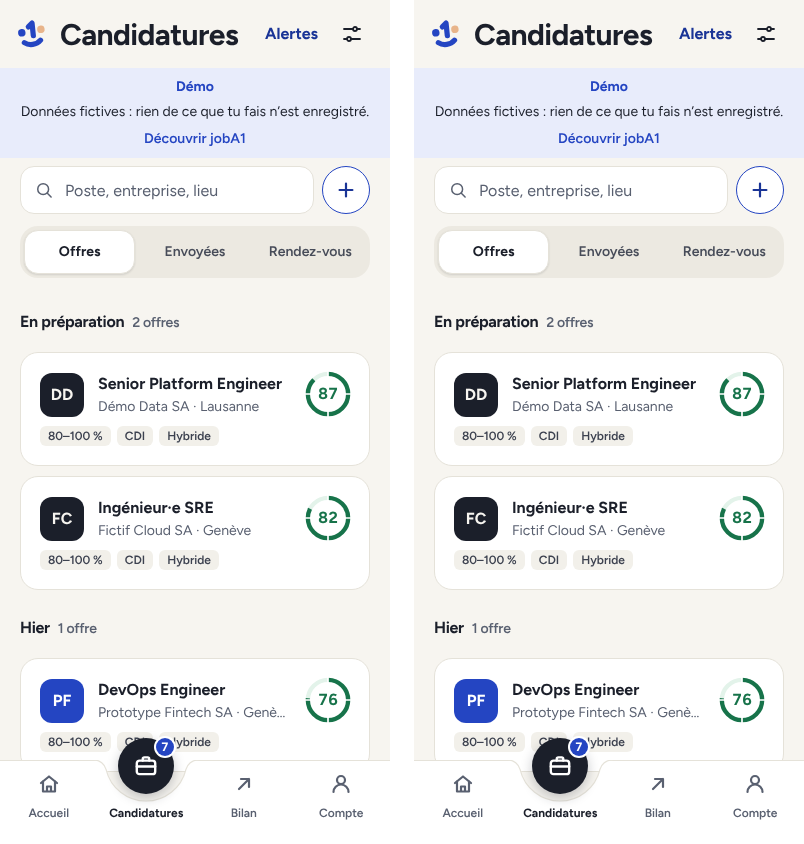 Candidatures Alertes
Démo
Données fictives : rien de ce que tu fais n’est enregistré.
Découvrir jobA1
Poste, entreprise, lieu
Offres Envoyées Rendez-vous
En préparation 2 offres
DD Senior Platform Engineer 87
Démo Data SA · Lausanne
80–100 % CDI Hybride
FC Ingénieur·e SRE 82
Fictif Cloud SA · Genève
80–100 % CDI Hybride
Hier 1 offre
PF DevOps Engineer 76
Prototype Fintech SA · Genè...
80–100 %
7
Accueil Candidatures Bilan Compte
Candidatures Alertes
Démo
Données fictives : rien de ce que tu fais n’est enregistré.
Découvrir jobA1
Poste, entreprise, lieu
Offres Envoyées Rendez-vous
En préparation 2 offres
DD Senior Platform Engineer 87
Démo Data SA · Lausanne
80–100 % CDI Hybride
FC Ingénieur·e SRE 82
Fictif Cloud SA · Genève
80–100 % CDI Hybride
Hier 1 offre
PF DevOps Engineer 76
Prototype Fintech SA · Genè...
80–100 %
7
Accueil Candidatures Bilan Compte